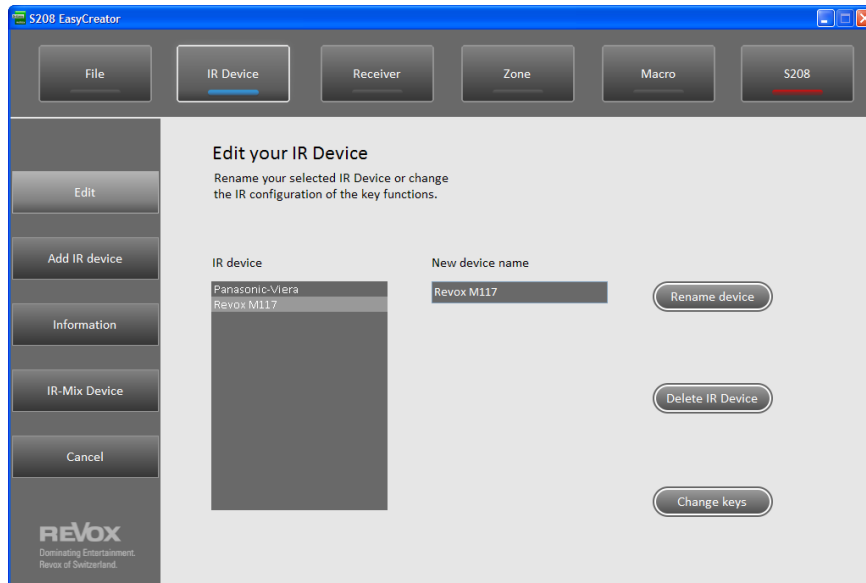 S208 EasyCreator
File
IR Device
Receiver
Zone
Macro
S208
Edit your IR Device
Rename your selected IR Device or change
the IR configuration of the key functions.
Edit
Add IR device
Information
IR-Mix Device
Cancel
IR device
Panasonic-Viera
Revox M117
New device name
Revox M117
Rename device
Delete IR Device
Change keys
REVOX
Dominating Entertainment.
Revox of Switzerland.